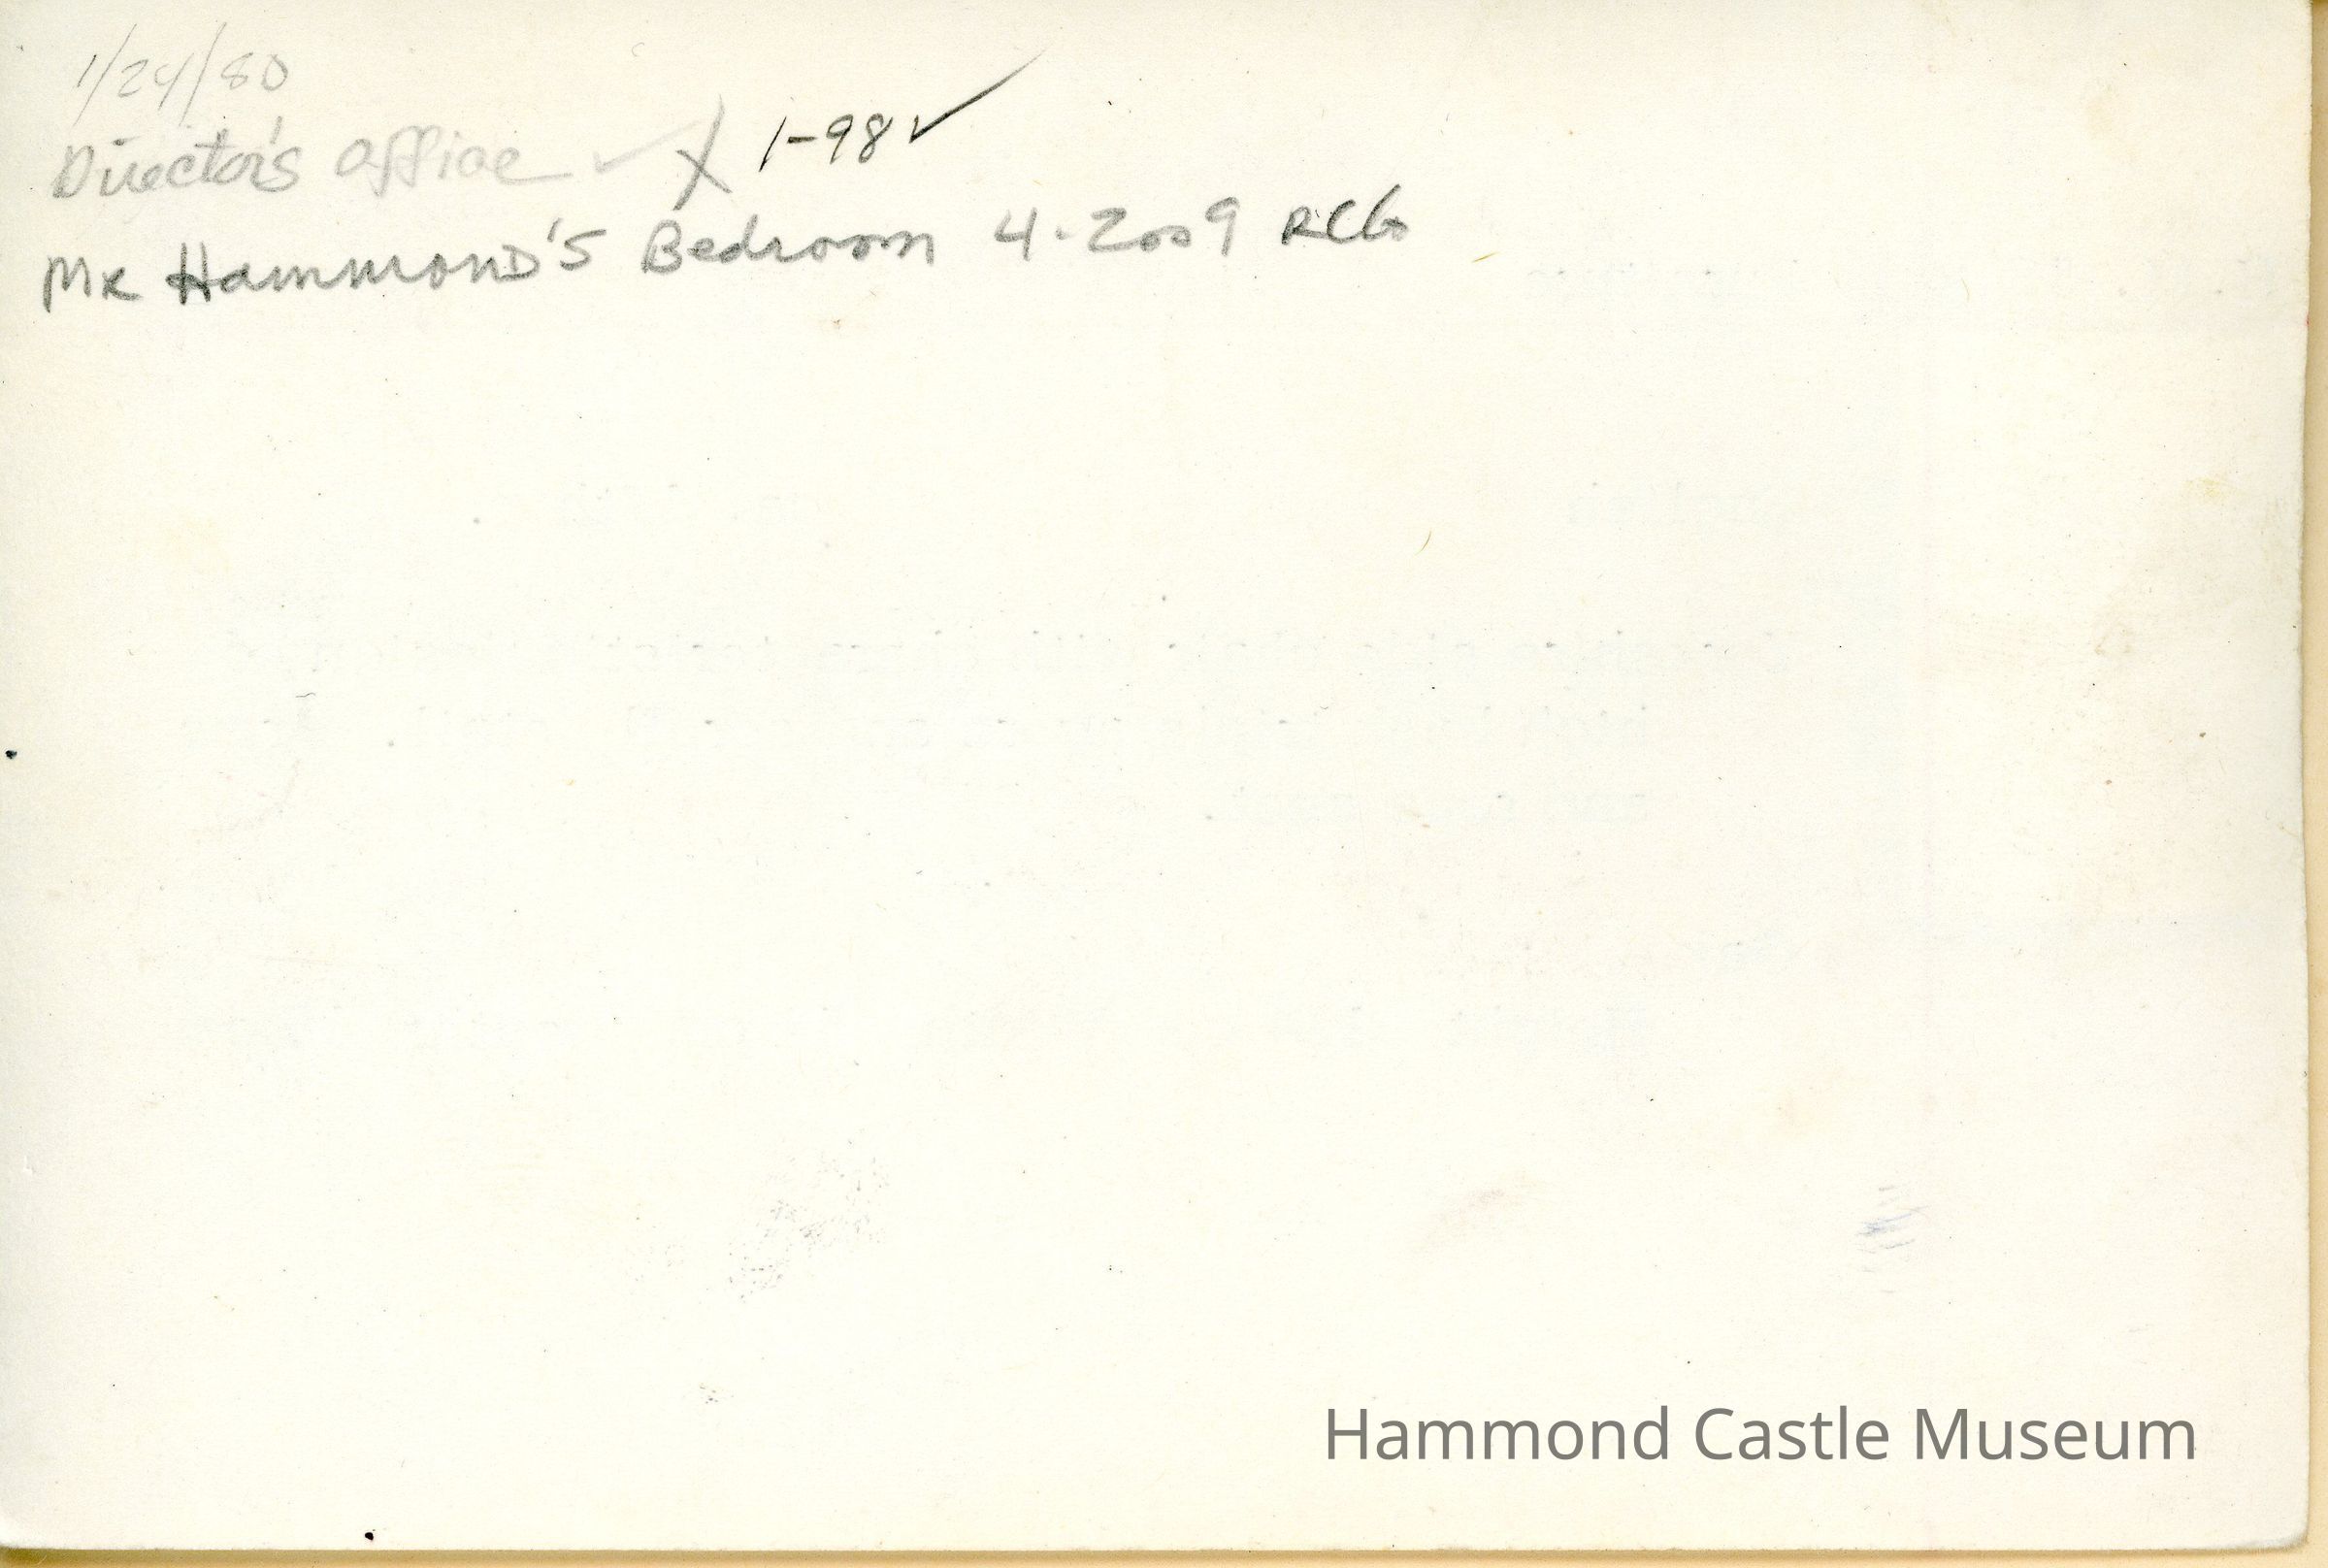 1/24/80
Director's Office ✓ X 1-98 ✓
MR HammonD'S Bedroom 4-2009 RCG
Hammond Castle Museum